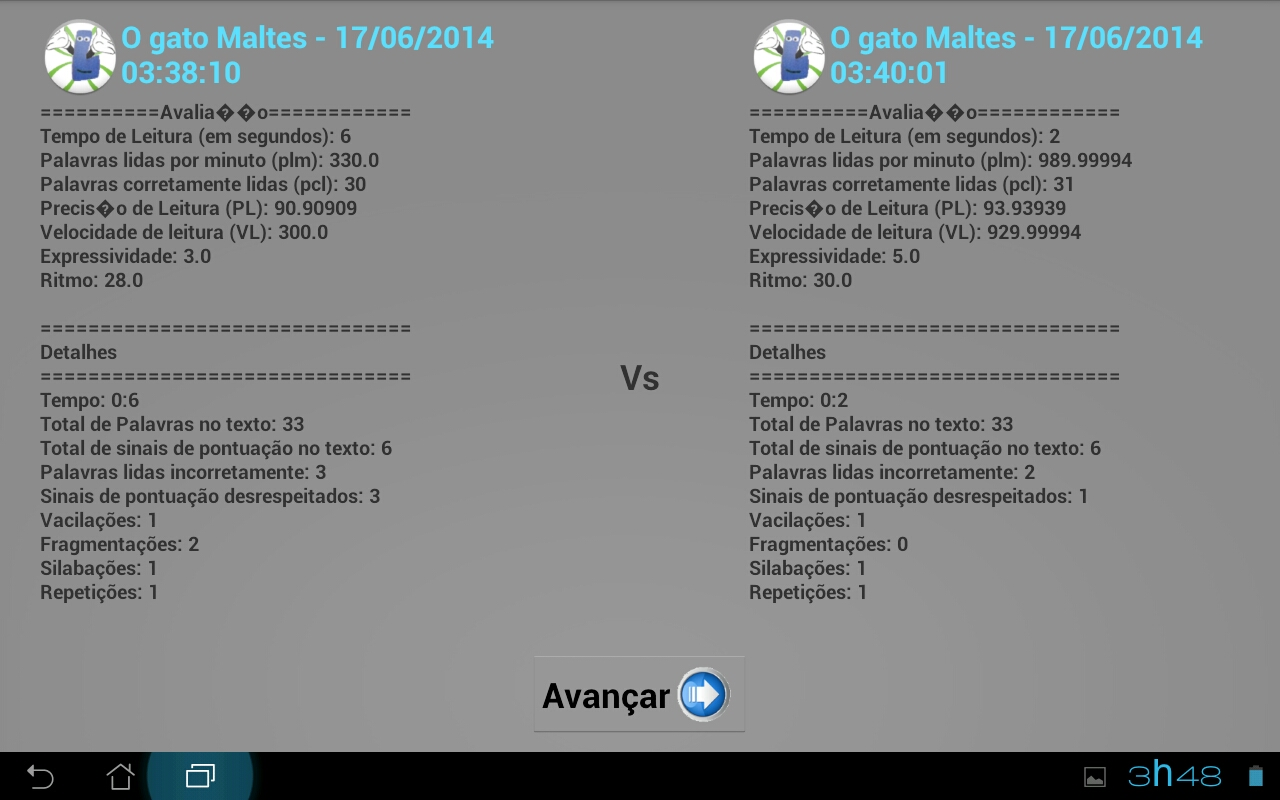 O gato Maltes - 17/06/2014
03:38:10
==========Avalia��o============
Tempo de Leitura (em segundos): 6
Palavras lidas por minuto (plm): 330.0
Palavras corretamente lidas (pcl): 30
Precis�o de Leitura (PL): 90.90909
Velocidade de leitura (VL): 300.0
Expressividade: 3.0
Ritmo: 28.0
===============================
Detalhes
===============================
Tempo: 0:6
Total de Palavras no texto: 33
Total de sinais de pontuação no texto: 6
Palavras lidas incorretamente: 3
Sinais de pontuação desrespeitados: 3
Vacilações: 1
Fragmentações: 2
Silabações: 1
Repetições: 1
Vs
O gato Maltes - 17/06/2014
03:40:01
==========Avalia��o============
Tempo de Leitura (em segundos): 2
Palavras lidas por minuto (plm): 989.99994
Palavras corretamente lidas (pcl): 31
Precis�o de Leitura (PL): 93.93939
Velocidade de leitura (VL): 929.99994
Expressividade: 5.0
Ritmo: 30.0
===============================
Detalhes
===============================
Tempo: 0:2
Total de Palavras no texto: 33
Total de sinais de pontuação no texto: 6
Palavras lidas incorretamente: 2
Sinais de pontuação desrespeitados: 1
Vacilações: 1
Fragmentações: 0
Silabações: 1
Repetições: 1
Avançar
3h48